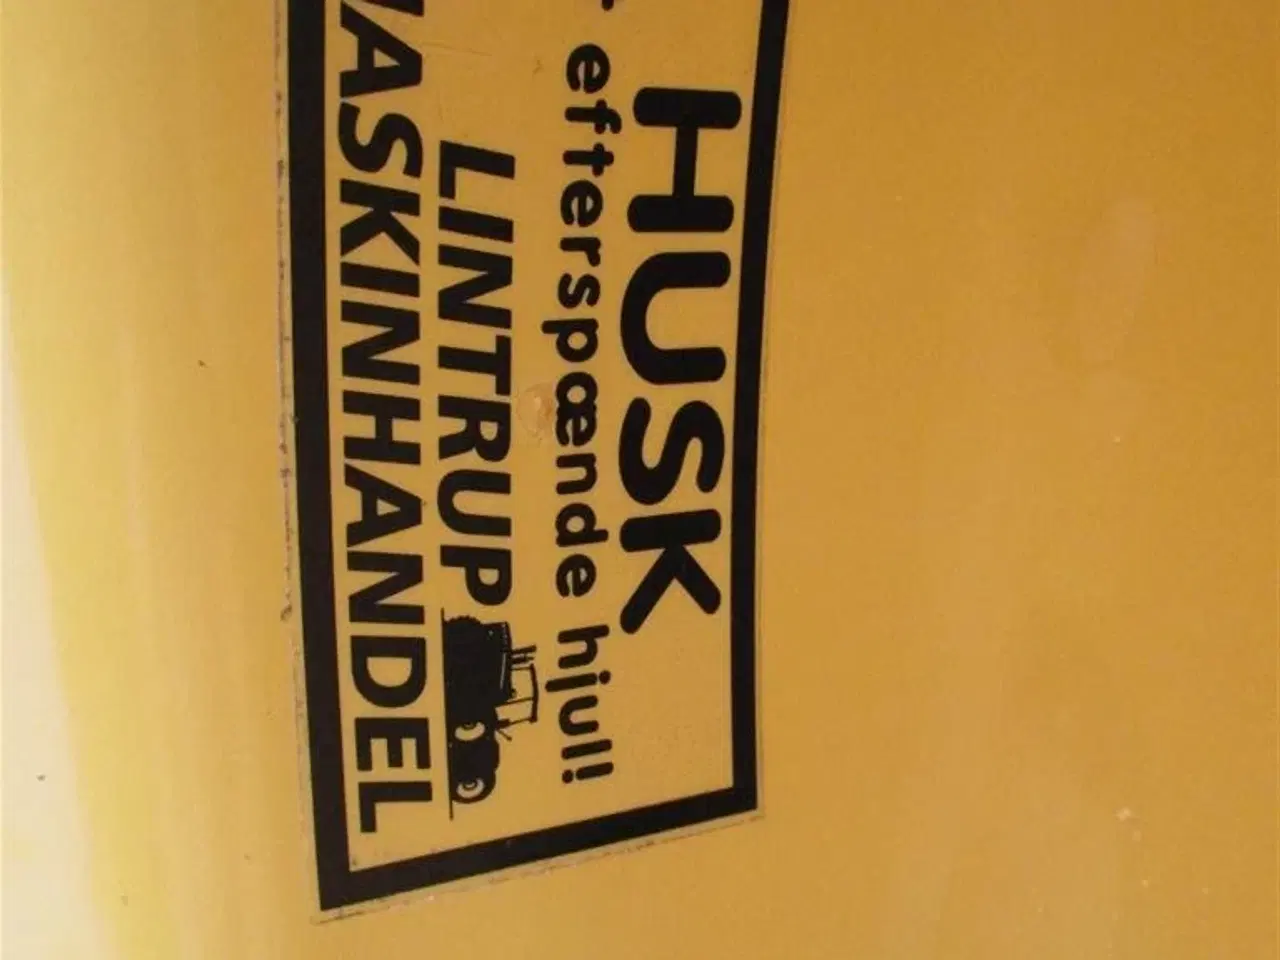 HUSK
- efterspænde hjul!
LINTRUP
MASKINHANDEL